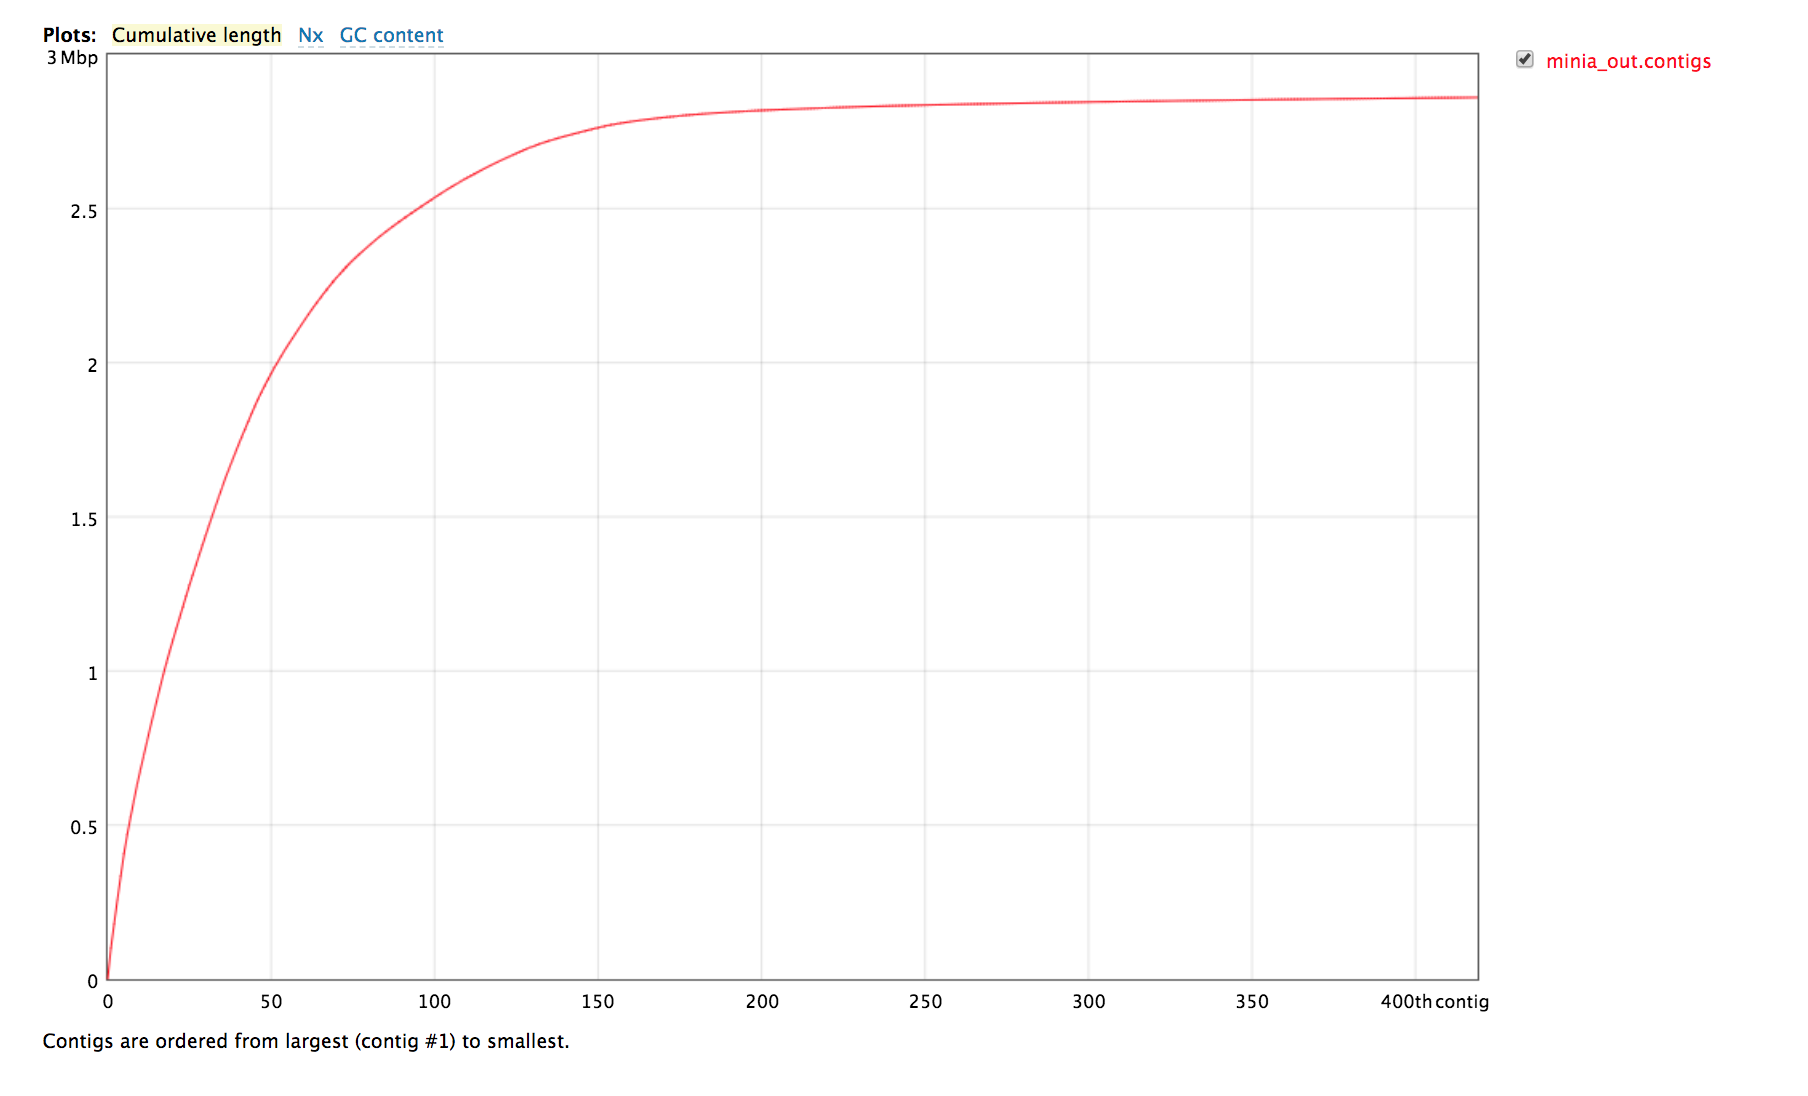 Plots: Cumulative length Nx GC content
3 Mbp
minia_out.contigs
2.5
2
1.5
1
0.5
0
0 50 100 150 200 250 300 350 400th contig
Contigs are ordered from largest (contig #1) to smallest.